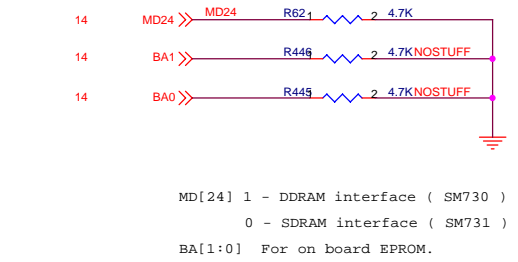 14 MD24 MD24 R62 1 2 4.7K
14 BA1 R446 1 2 4.7K NOSTUFF
14 BA0 R445 1 2 4.7K NOSTUFF
MD[24] 1 - DDRAM interface ( SM730 )
0 - SDRAM interface ( SM731 )
BA[1:0] For on board EPROM.